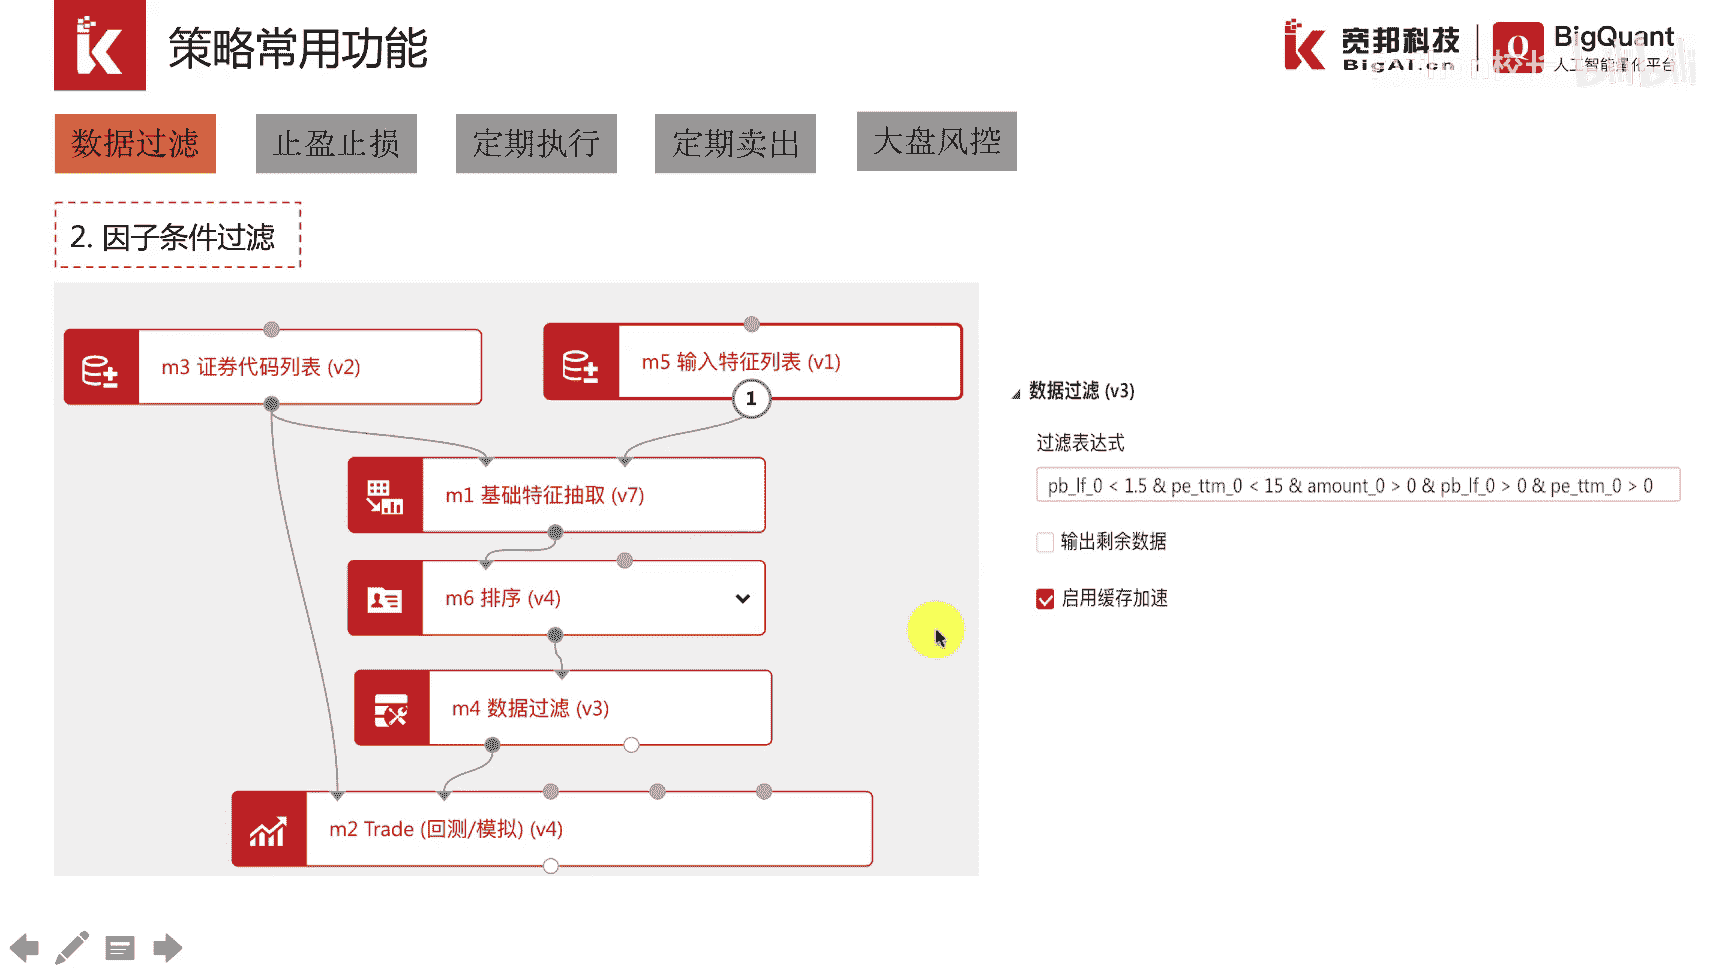 策略常用功能
宽邦科技
BigAI.cn
BigQuant
人工智能量化平台
数据过滤
止盈止损
定期执行
定期卖出
大盘风控
2. 因子条件过滤
m3 证券代码列表 (v2)
m5 输入特征列表 (v1)
1
m1 基础特征抽取 (v7)
m6 排序 (v4)
m4 数据过滤 (v3)
m2 Trade (回测/模拟) (v4)
数据过滤 (v3)
过滤表达式
pb_lf_0 < 1.5 & pe_ttm_0 < 15 & amount_0 > 0 & pb_lf_0 > 0 & pe_ttm_0 > 0
输出剩余数据
启用缓存加速